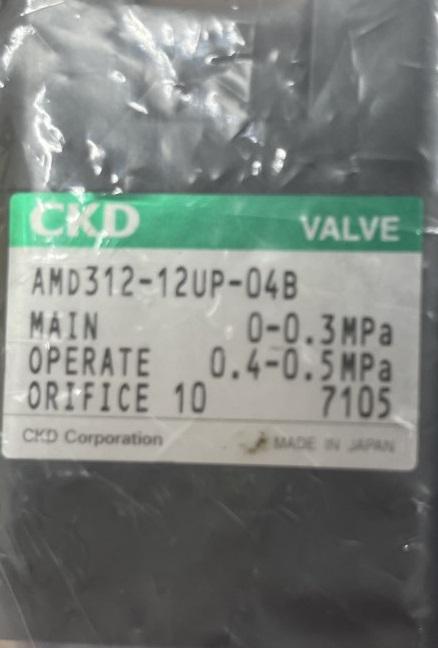 CKD VALVE
AMD312-12UP-04B
MAIN 0-0.3MPa
OPERATE 0.4-0.5MPa
ORIFICE 10 7105
CKD Corporation MADE IN JAPAN